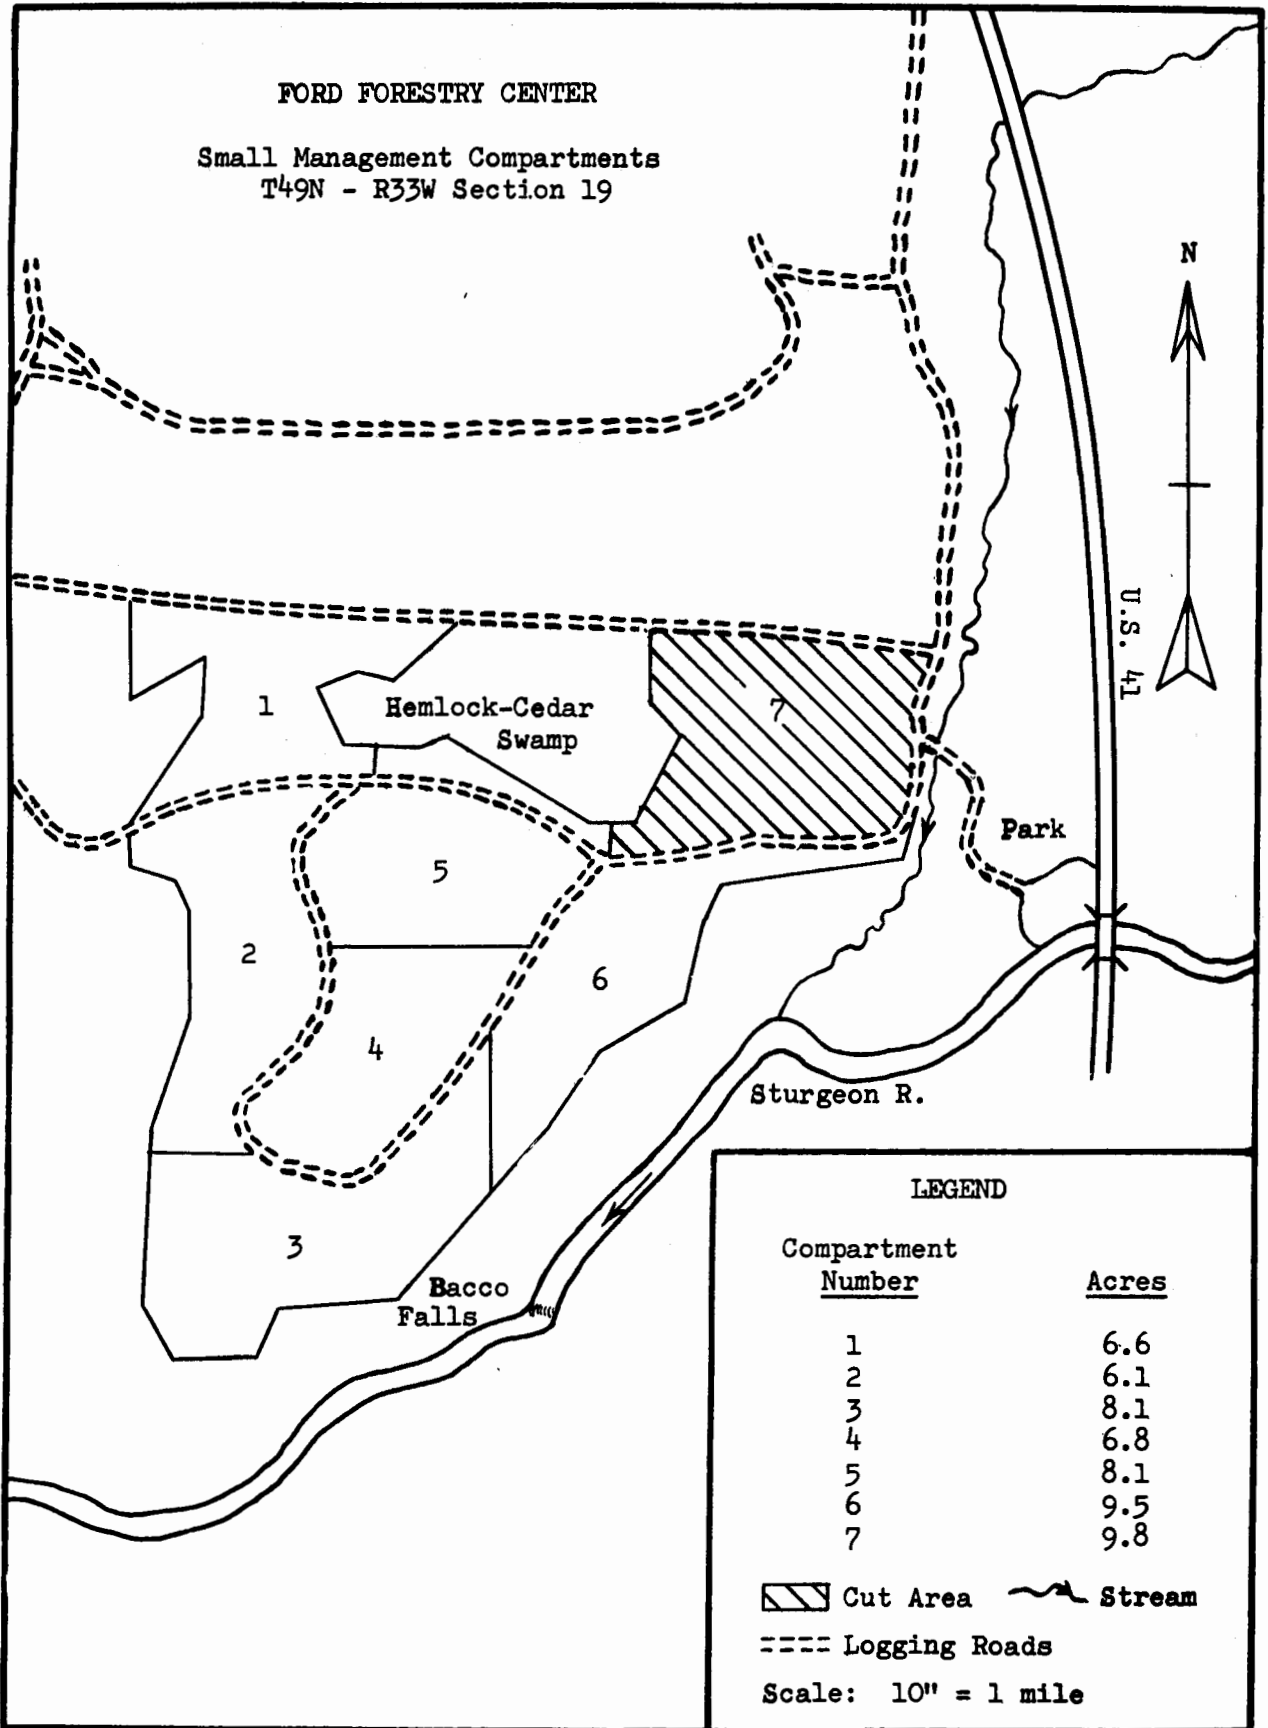 FORD FORESTRY CENTER
Small Management Compartments
T49N - R33W Section 19
N
U.S. 41
1
Hemlock-Cedar
Swamp
7
Park
5
2
6
4
Sturgeon R.
3
Bacco
Falls
LEGEND
Compartment
Number Acres
1 6.6
2 6.1
3 8.1
4 6.8
5 8.1
6 9.5
7 9.8
Cut Area Stream
Logging Roads
Scale: 10" = 1 mile